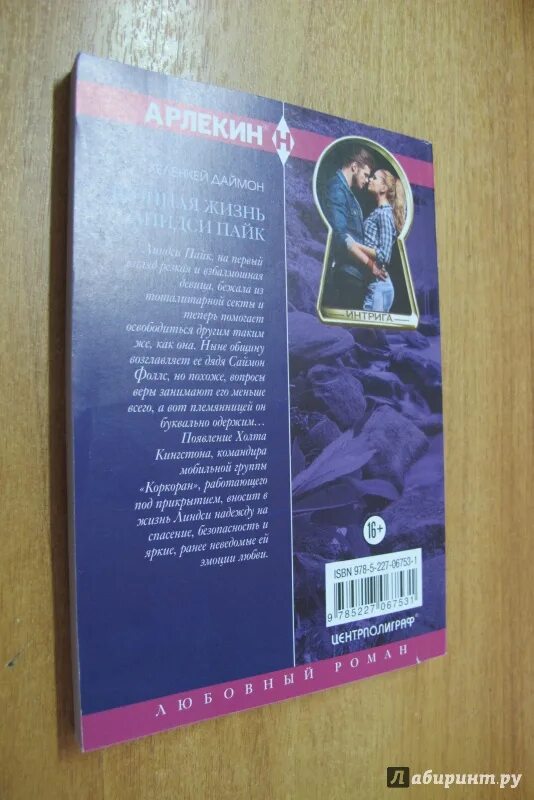 АРЛЕКИН Н
ХЕЛЕНКЕЙ ДАЙМОН
ЖИЗНЬ
ЛИНДСИ ПАЙК
Линдси Пайк, на первый
взгляд резкая и взбалмошная
девица, бежала из
тоталитарной секты и
теперь помогает
освободиться другим таким
же, как она. Ныне общину
возглавляет ее дядя Саймон
Фоллс, но похоже, вопросы
веры занимают его меньше
всего, а вот племянницей он
буквально одержим…
Появление Холта
Кингстона, командира
мобильной группы
«Коркоран», работающего
под прикрытием, вносит в
жизнь Линдси надежду на
спасение, безопасность и
яркие, ранее неведомые ей
эмоции любви.
ИНТРИГА
16+
ISBN 978-5-227-06753-1
9 785227 067531
ЦЕНТРПОЛИГРАФ
ЛЮБОВНЫЙ РОМАН
Лабиринт.ру